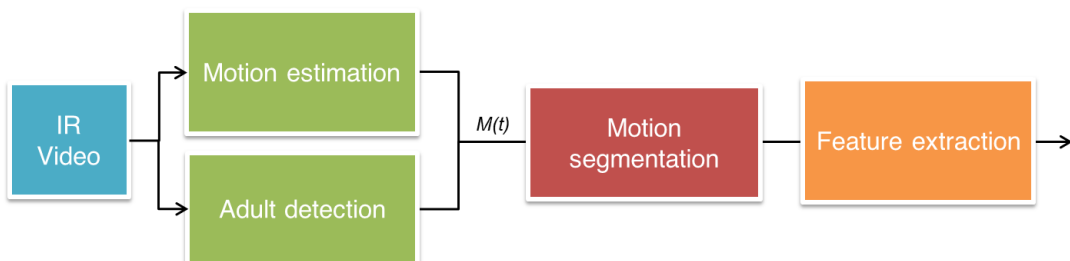 IR
Video
Motion estimation
Adult detection
M(t)
Motion
segmentation
Feature extraction